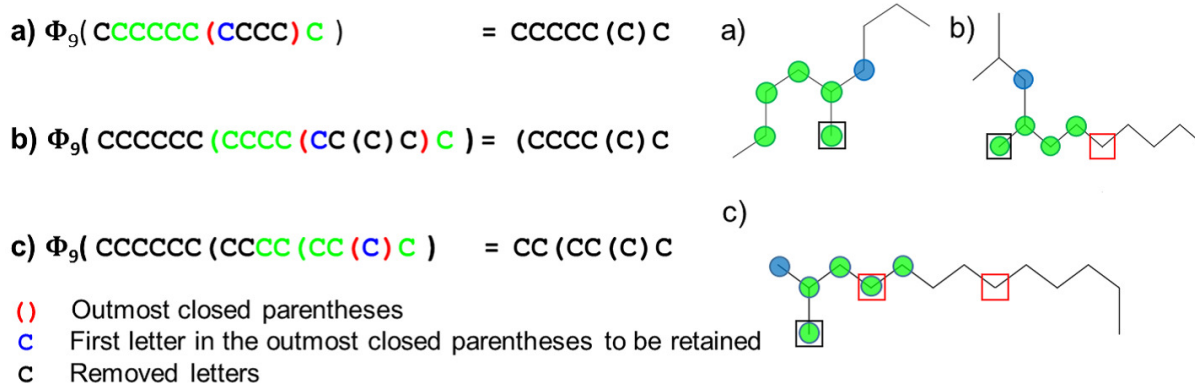 a) Φ₉( CCCCCC (CCCC) C ) = CCCCC (C) C
a)
b)
b) Φ₉( CCCCCC (CCCC (CC (C) C) C ) = (CCCC (C) C
c)
c) Φ₉( CCCCCC (CCCC (CC (C) C ) = CC (CC (C) C
() Outmost closed parentheses
C First letter in the outmost closed parentheses to be retained
C Removed letters